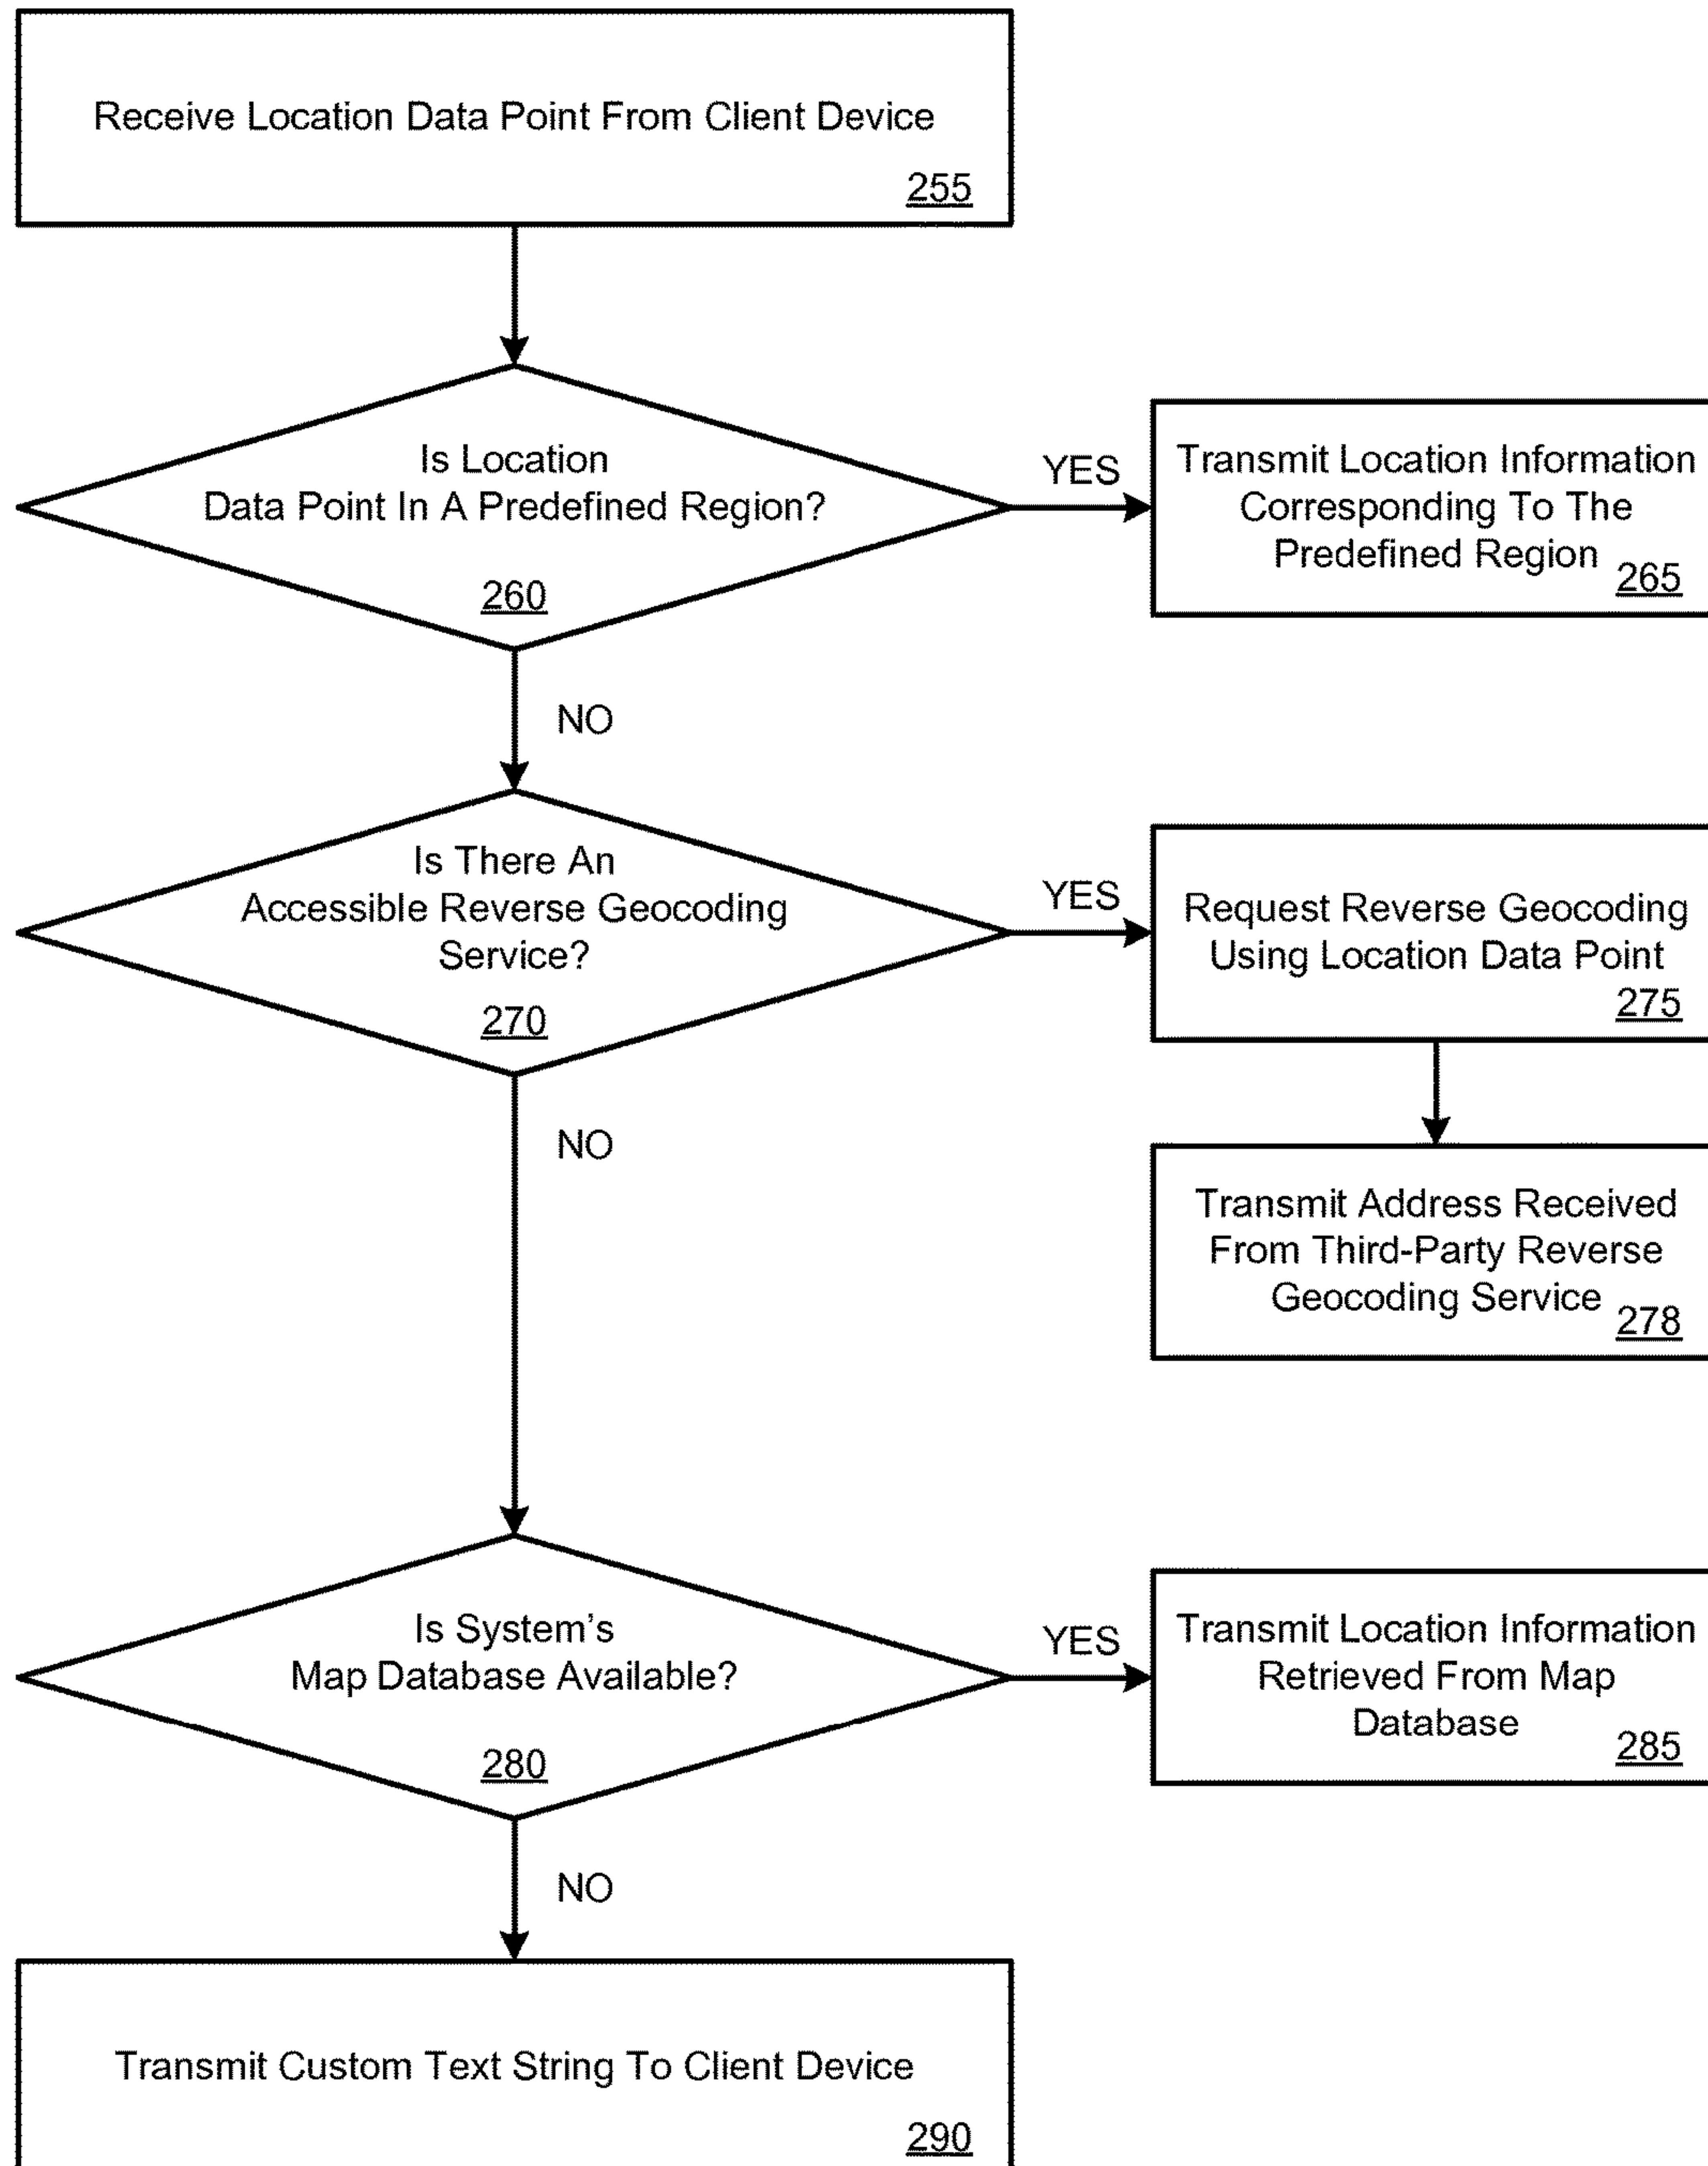 Receive Location Data Point From Client Device
255
Is Location
Data Point In A Predefined Region?
260
YES
Transmit Location Information
Corresponding To The
Predefined Region
265
NO
Is There An
Accessible Reverse Geocoding
Service?
270
YES
Request Reverse Geocoding
Using Location Data Point
275
NO
Transmit Address Received
From Third-Party Reverse
Geocoding Service
278
Is System's
Map Database Available?
280
YES
Transmit Location Information
Retrieved From Map
Database
285
NO
Transmit Custom Text String To Client Device
290